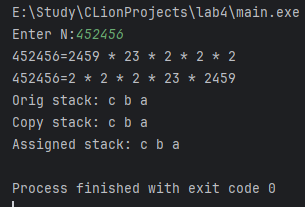 E:\Study\CLionProjects\lab4\main.exe
Enter N:452456
452456=2459 * 23 * 2 * 2 * 2
452456=2 * 2 * 2 * 23 * 2459
Orig stack: c b a
Copy stack: c b a
Assigned stack: c b a
Process finished with exit code 0